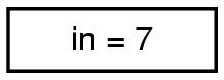 in = 7